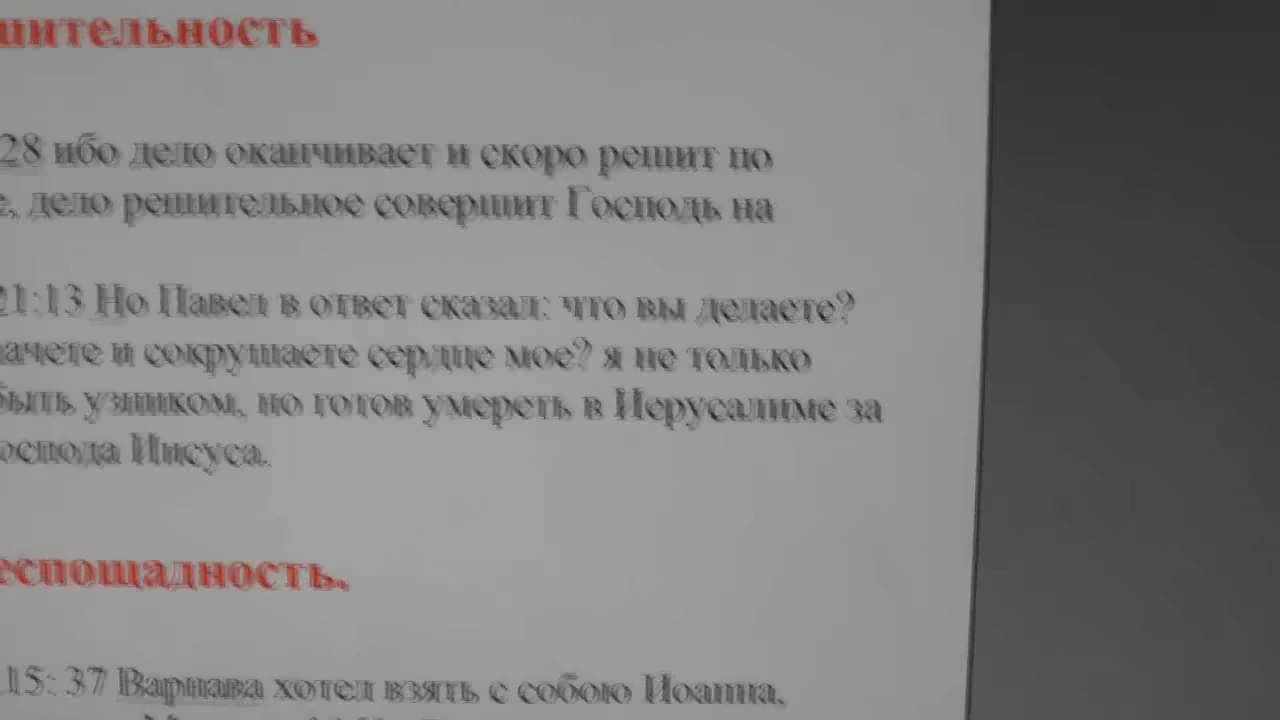 шительность
28 ибо дело оканчивает и скоро решит по
е, дело решительное совершит Господь на
21:13 Но Павел в ответ сказал: что вы делаете?
ачете и сокрушаете сердце мое? я не только
быть узником, но готов умереть в Иерусалиме за
оспода Иисуса.
еспощадность.
15: 37 Варнава хотел взять с собою Иоанна,